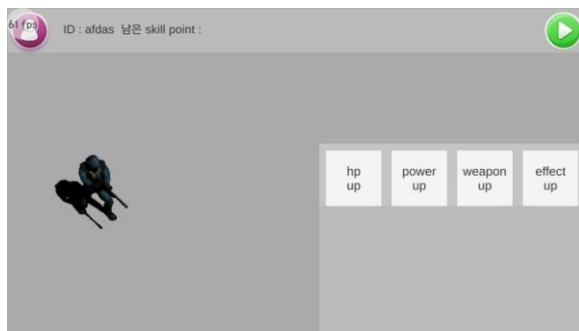 61 fps
ID : afdas 남은 skill point :
hp
up
power
up
weapon
up
effect
up